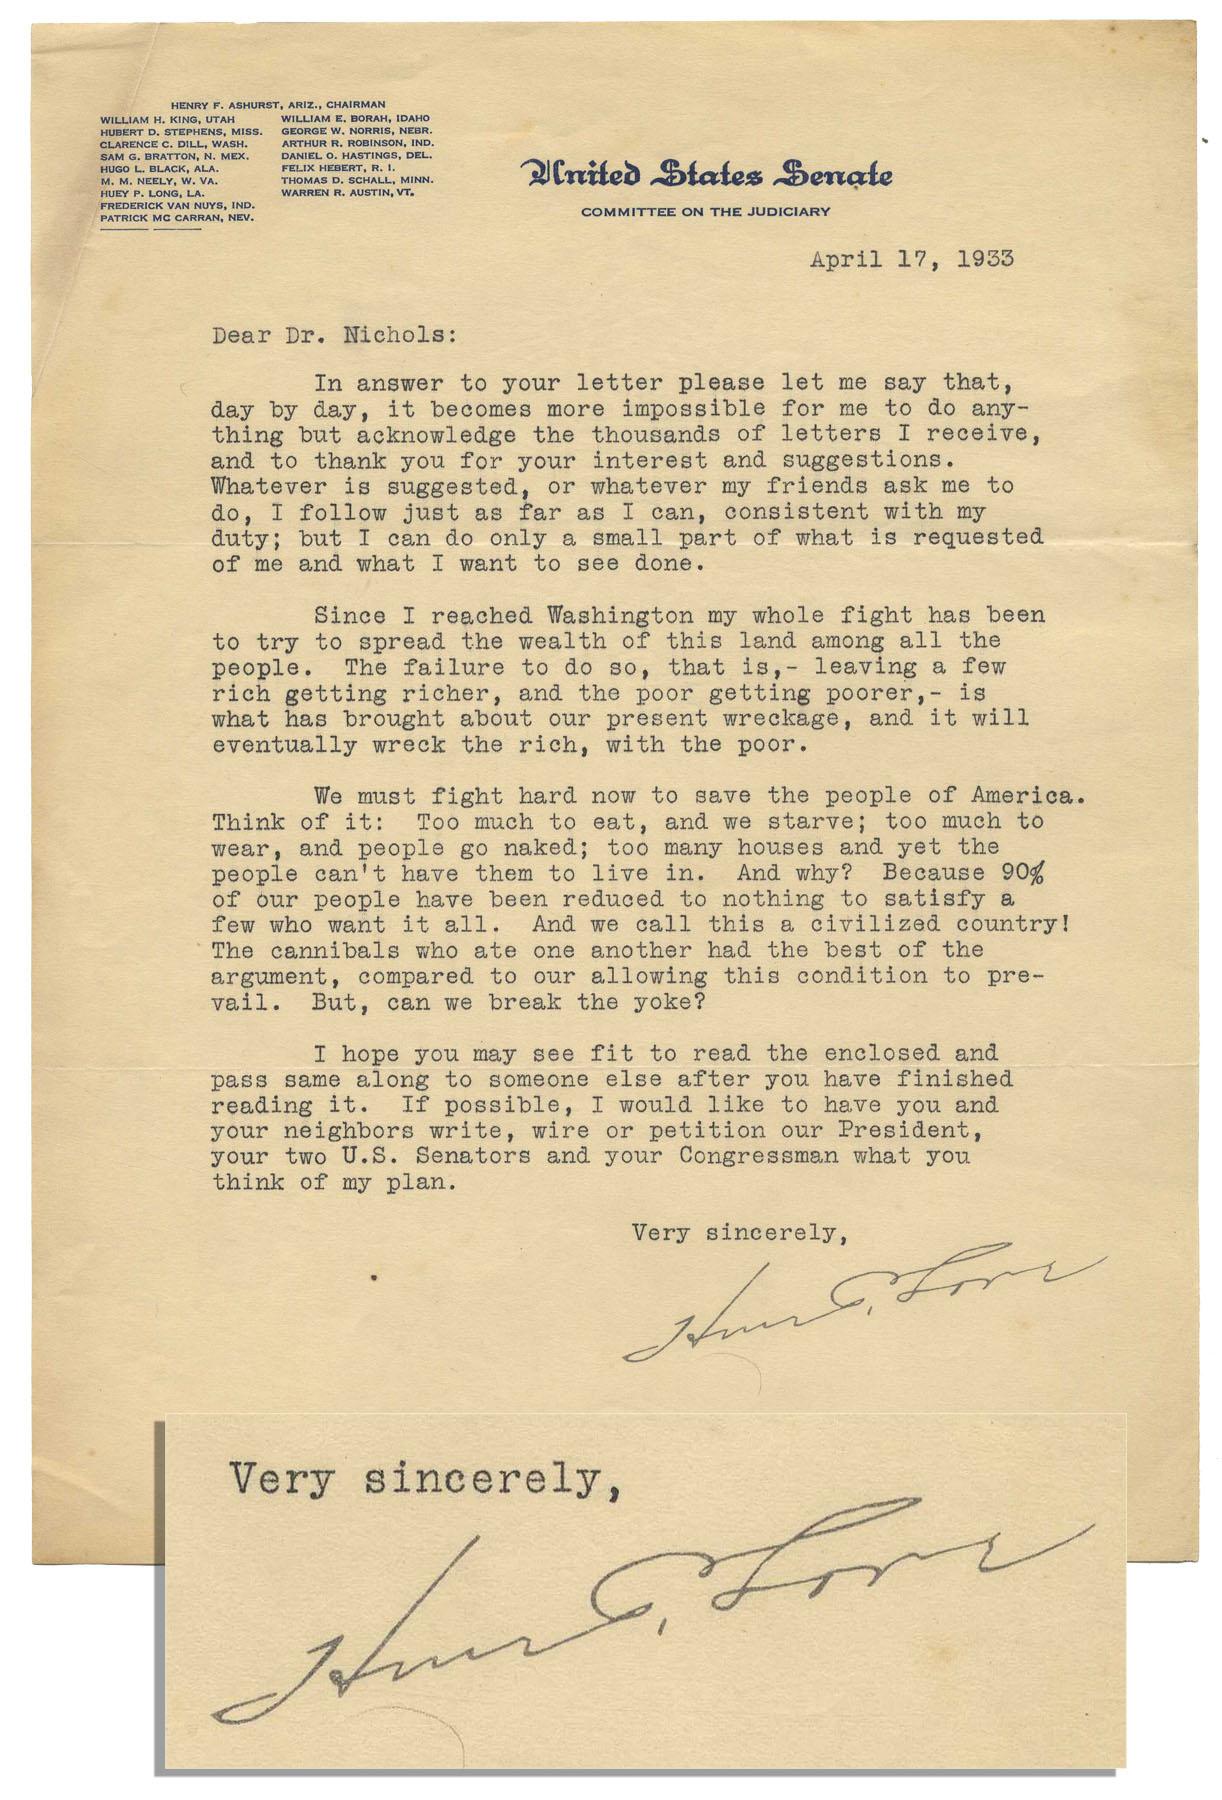 HENRY F. ASHURST, ARIZ., CHAIRMAN
WILLIAM H. KING, UTAH
HUBERT D. STEPHENS, MISS.
CLARENCE C. DILL, WASH.
SAM G. BRATTON, N. MEX.
HUGO L. BLACK, ALA.
M. M. NEELY, W. VA.
HUEY P. LONG, LA.
FREDERICK VAN NUYS, IND.
PATRICK MC CARRAN, NEV.
WILLIAM E. BORAH, IDAHO
GEORGE W. NORRIS, NEBR.
ARTHUR R. ROBINSON, IND.
DANIEL O. HASTINGS, DEL.
FELIX HEBERT, R. I.
THOMAS D. SCHALL, MINN.
WARREN R. AUSTIN, VT.
United States Senate
COMMITTEE ON THE JUDICIARY
April 17, 1933
Dear Dr. Nichols:
In answer to your letter please let me say that,
day by day, it becomes more impossible for me to do any-
thing but acknowledge the thousands of letters I receive,
and to thank you for your interest and suggestions.
Whatever is suggested, or whatever my friends ask me to
do, I follow just as far as I can, consistent with my
duty; but I can do only a small part of what is requested
of me and what I want to see done.
Since I reached Washington my whole fight has been
to try to spread the wealth of this land among all the
people. The failure to do so, that is,- leaving a few
rich getting richer, and the poor getting poorer,- is
what has brought about our present wreckage, and it will
eventually wreck the rich, with the poor.
We must fight hard now to save the people of America.
Think of it: Too much to eat, and we starve; too much to
wear, and people go naked; too many houses and yet the
people can't have them to live in. And why? Because 90%
of our people have been reduced to nothing to satisfy a
few who want it all. And we call this a civilized country!
The cannibals who ate one another had the best of the
argument, compared to our allowing this condition to pre-
vail. But, can we break the yoke?
I hope you may see fit to read the enclosed and
pass same along to someone else after you have finished
reading it. If possible, I would like to have you and
your neighbors write, wire or petition our President,
your two U.S. Senators and your Congressman what you
think of my plan.
Very sincerely,
Very sincerely,